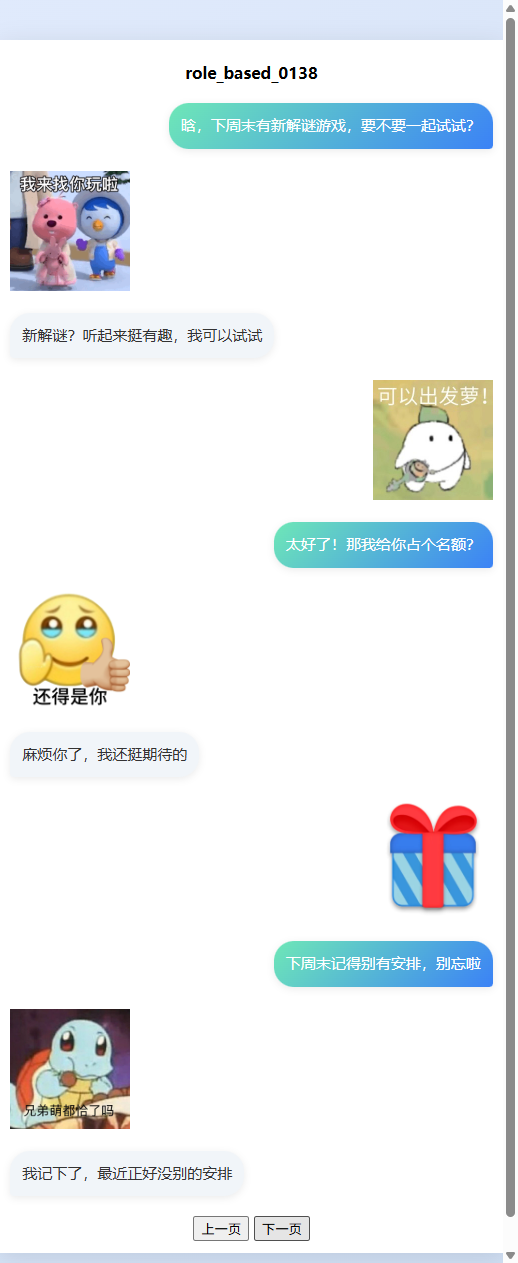 role_based_0138
晗，下周末有新解谜游戏，要不要一起试试？
我来找你玩啦
新解谜？听起来挺有趣，我可以试试
可以出发萝！
太好了！那我给你占个名额？
还得是你
麻烦你了，我还挺期待的
下周末记得别有安排，别忘啦
兄弟萌都恰了吗
我记下了，最近正好没别的安排
上一页 下一页